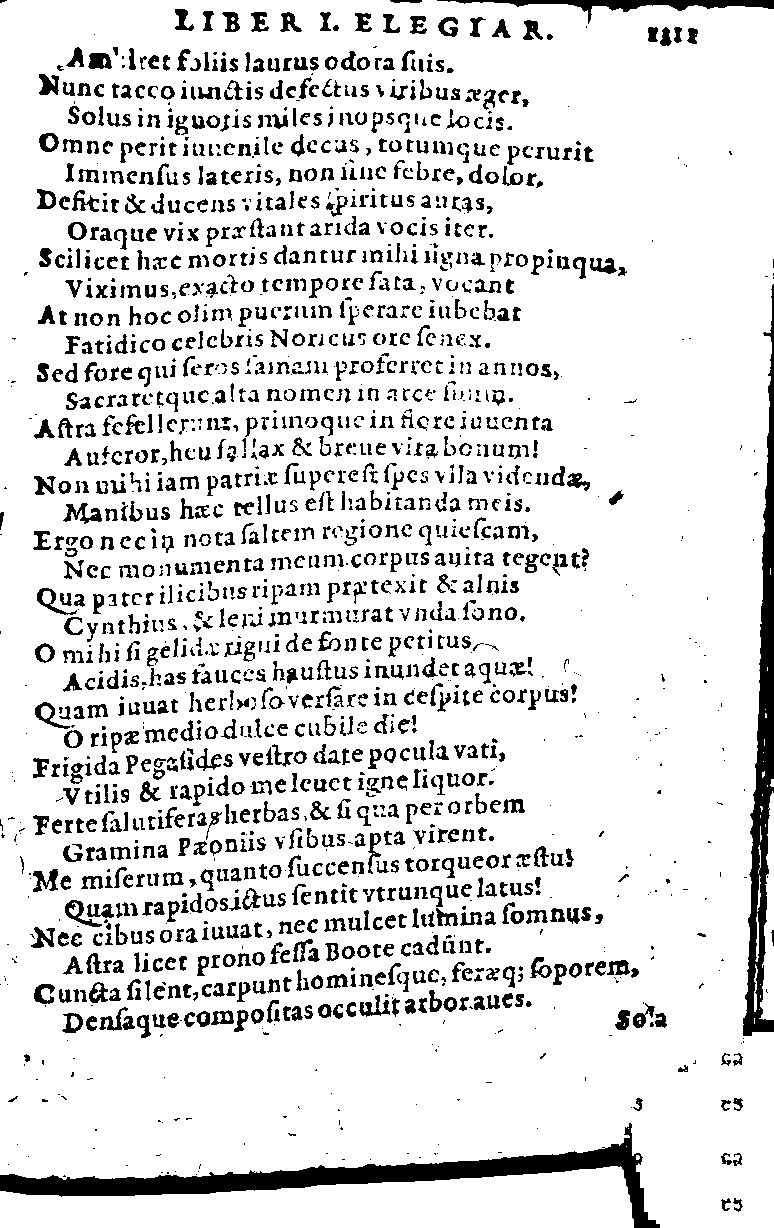 LIBER I. ELEGIAR.
foliis laurus odora ſuis.
Nunc iaceo iunctis defectus viribus æger,
Solus in ignotis miles inopsque locis.
Omne perit iuuenile decus, totumque perurit
Immenſus lateris, non ſine febre, dolor.
Deficit & ducens vitales ſpiritus auras,
Oraque vix præſtant arida vocis iter.
Scilicet hæc mortis dantur mihi ſigna propinqua,
Viximus, exacto tempore fata, vocant
At non hoc olim puerum ſperare iubebat
Fatidico celebris Noricus ore ſenex.
Sed fore qui ſeros famam proferret in annos,
Sacraretque alta nomen in arce ſuum.
Aſtra fefellerunt, primoque in flore iuuenta
Auferor, heu fallax & breue vita bonum!
Non mihi iam patriæ ſupereſt ſpes vlla videndæ,
Manibus hæc tellus eſt habitanda meis.
Ergo nec in nota ſaltem regione quieſcam,
Nec monumenta meum corpus auita tegent?
Qua pater ilicibus ripam prætexit & alnis
Cynthius, & leni murmurat vnda ſono.
O mihi ſi gelidæ rigui de fonte petitus
Acidis, has fauces hauſtus inundet aquæ!
Quam iuuat herboſo verſare in ceſpite corpus!
O ripæ medio dulce cubile die!
Frigida Pegaſides veſtro date pocula vati,
Vtilis & rapido me leuet igne liquor.
Ferte ſalutiferas herbas, & ſi qua per orbem
Gramina Pæoniis vſibus apta virent.
Me miſerum, quanto ſuccenſus torqueor æſtu!
Quam rapidos ictus ſentit vtrunque latus!
Nec cibus ora iuuat, nec mulcet lumina ſomnus,
Aſtra licet prono feſſa Boote cadunt.
Cuncta ſilent, carpunt hominesque, feræq; ſoporem,
Denſaque compoſitas occulit arbor aues.
Sola